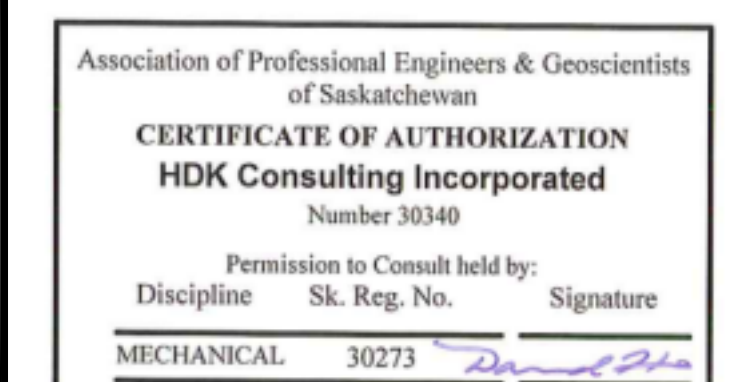 Association of Professional Engineers & Geoscientists
of Saskatchewan
CERTIFICATE OF AUTHORIZATION
HDK Consulting Incorporated
Number 30340
Permission to Consult held by:
Discipline Sk. Reg. No. Signature
MECHANICAL 30273